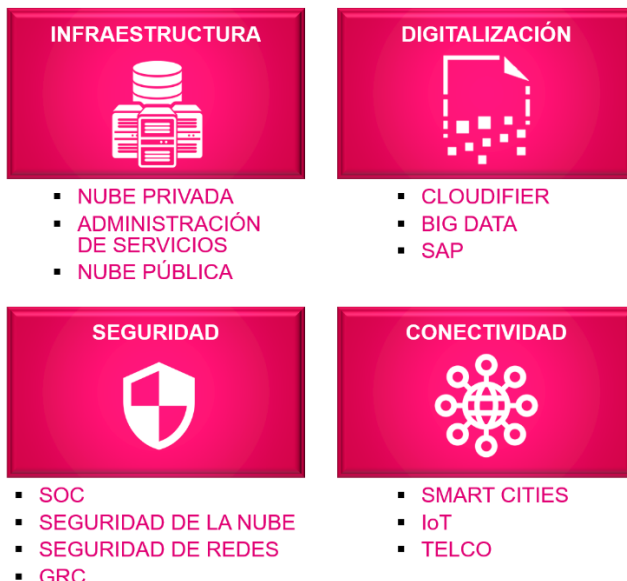 INFRAESTRUCTURA
NUBE PRIVADA
ADMINISTRACIÓN
DE SERVICIOS
NUBE PÚBLICA
DIGITALIZACIÓN
CLOUDIFIER
BIG DATA
SAP
SEGURIDAD
SOC
SEGURIDAD DE LA NUBE
SEGURIDAD DE REDES
GRC
CONECTIVIDAD
SMART CITIES
IoT
TELCO